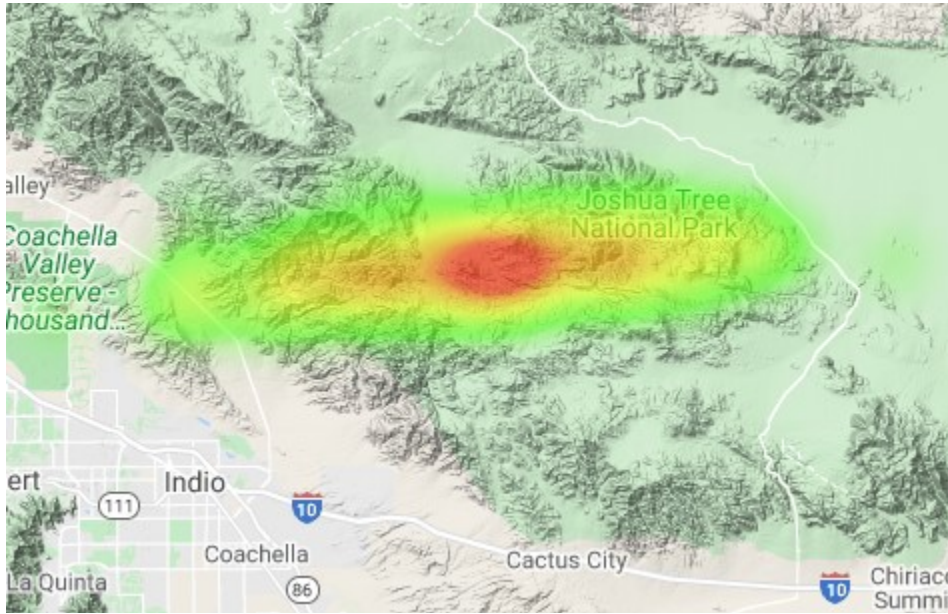 alley
Joshua Tree
National Park
Coachella
Valley
Preserve -
housand...
ert
Indio
111
10
Coachella
Cactus City
La Quinta
86
10
Chiriaco
Summi